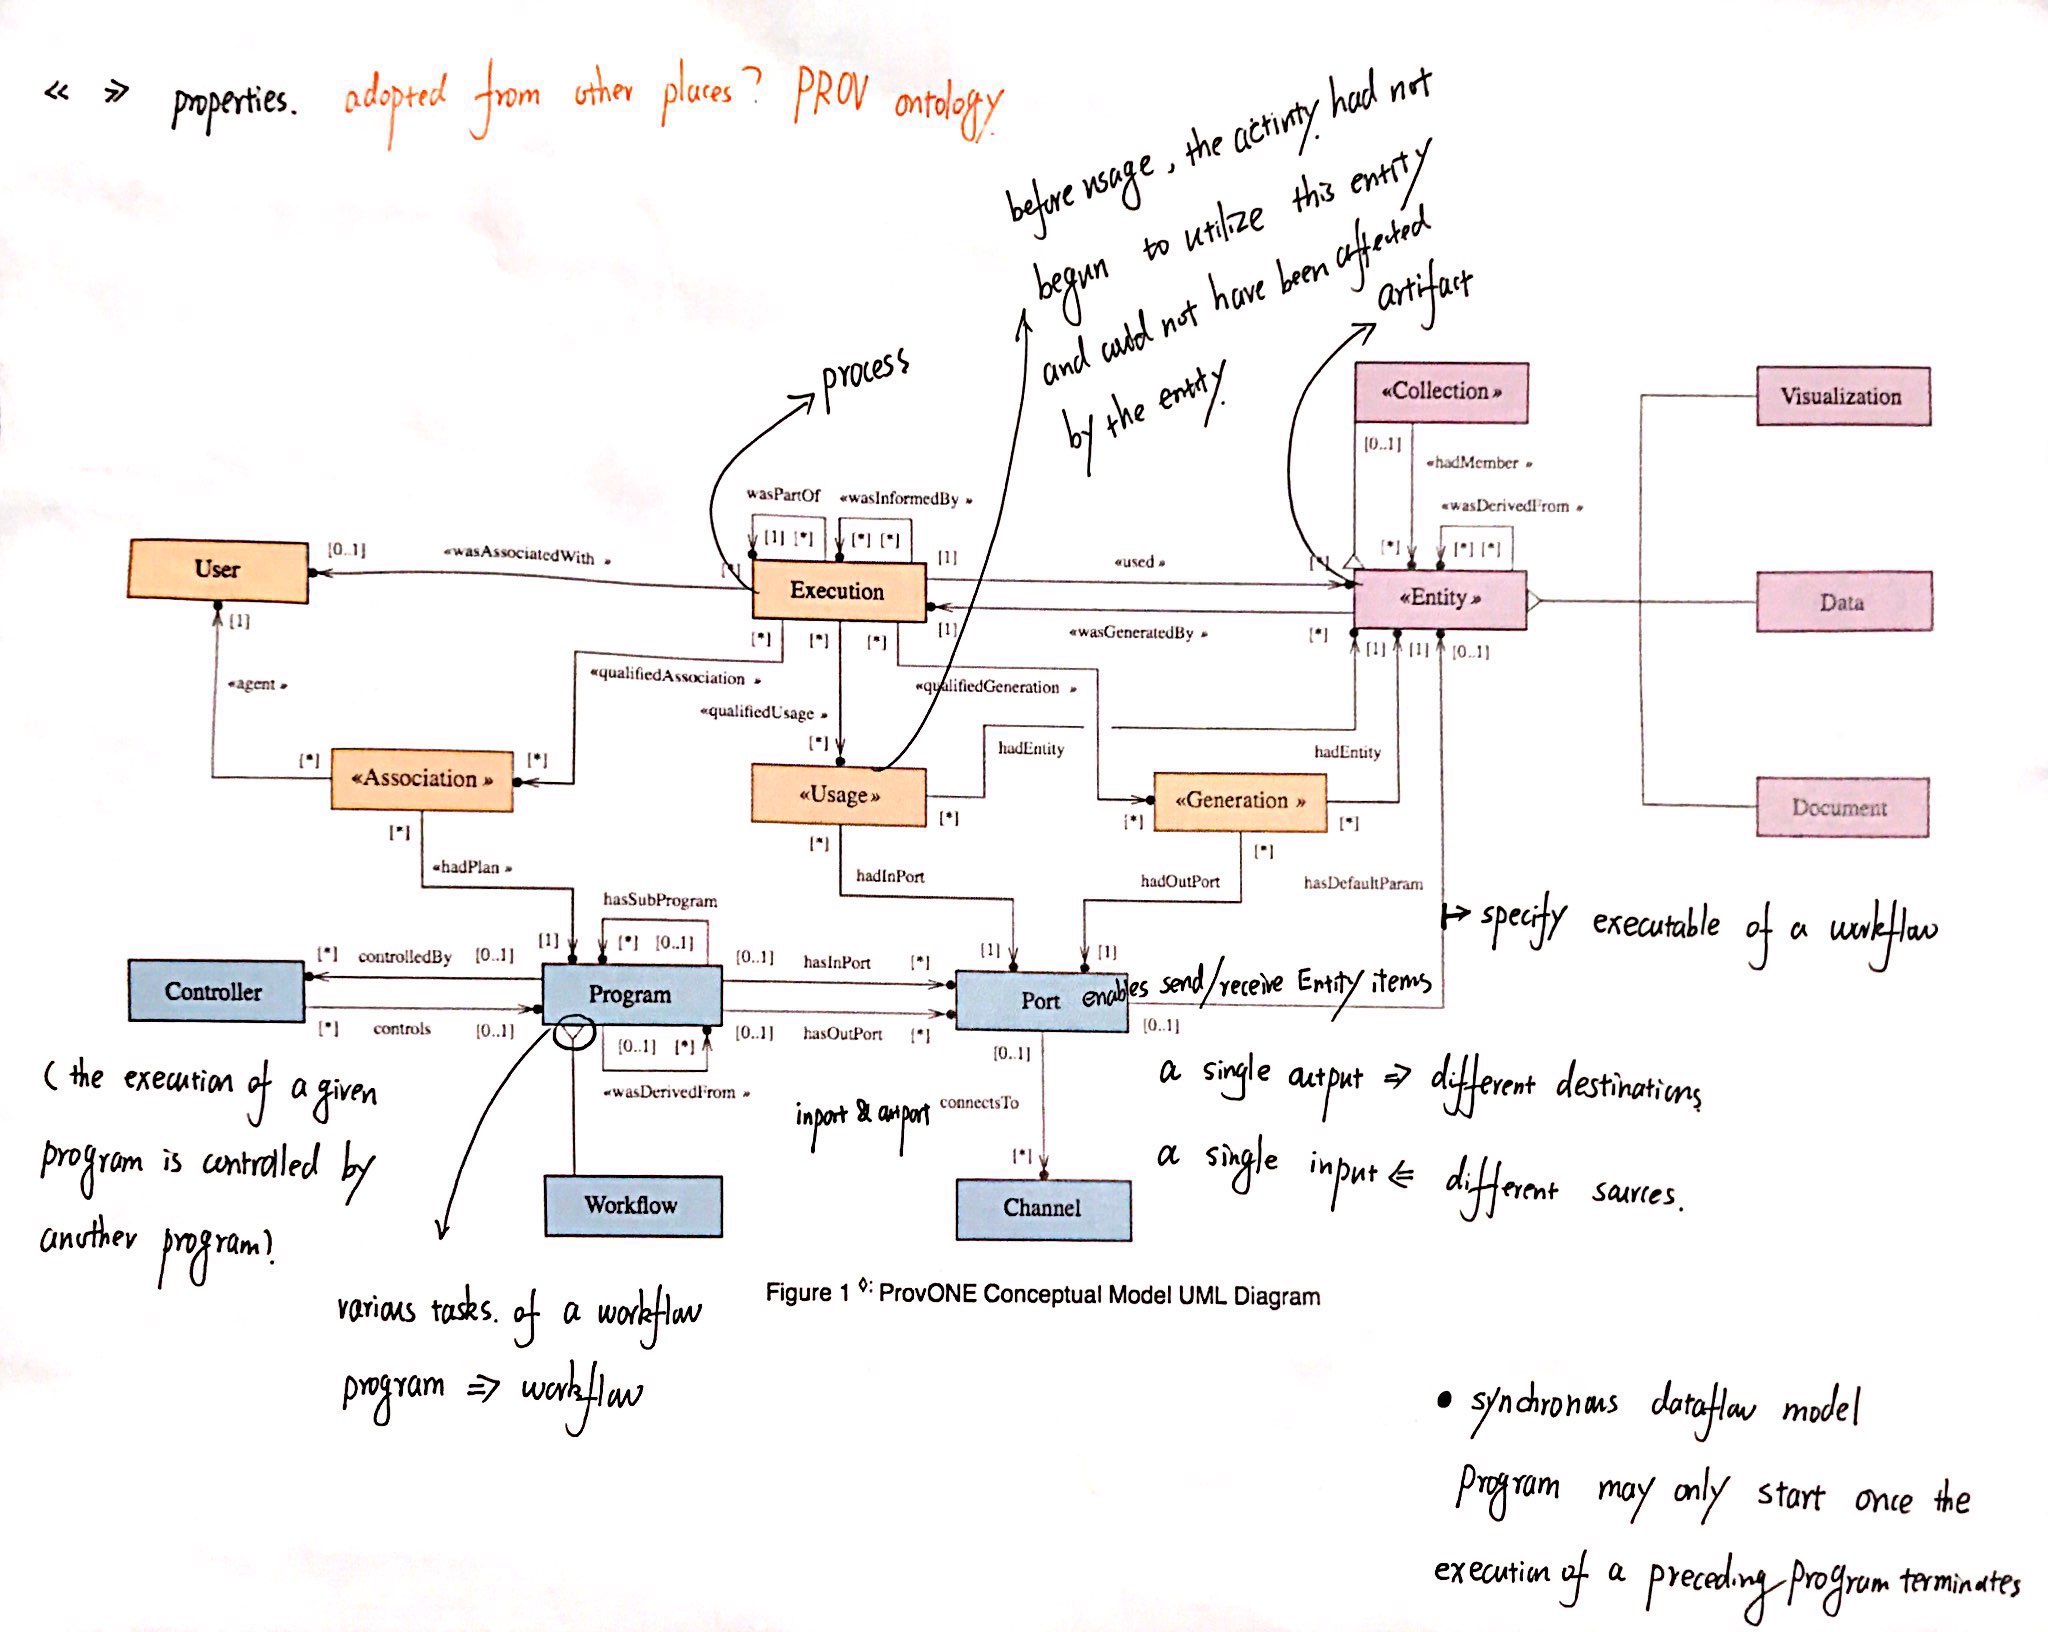 « » properties. adopted from other places? PROV ontology.
before usage, the activity had not
begun to utilize this entity
and could not have been affected
by the entity.
artifact
process
«Collection»
Visualization
[0..1]
«hadMember»
wasPartOf
«wasInformedBy»
«wasDerivedFrom»
[1] [*]
[*] [*]
[*]
[*] [*]
User
[0..1]
«wasAssociatedWith»
[*]
Execution
[1]
«used»
[*]
«Entity»
Data
[1]
[*]
[*]
[*]
[1]
«wasGeneratedBy»
[*]
[1]
[1]
[0..1]
«agent»
«qualifiedAssociation»
«qualifiedGeneration»
«qualifiedUsage»
[*]
hadEntity
hadEntity
[*]
«Association»
[*]
«Usage»
«Generation»
Document
[*]
[*]
[*]
[*]
[*]
[*]
«hadPlan»
hadInPort
hadOutPort
hasDefaultParam
hasSubProgram
specify executable of a workflow
[*]
controlledBy
[0..1]
[1]
[*] [0..1]
[0..1]
hasInPort
[*]
[1]
[1]
Controller
Program
Port
enables send/receive Entity items
[*]
controls
[0..1]
[0..1] [*]
[0..1]
hasOutPort
[*]
[0..1]
[0..1]
«wasDerivedFrom»
(the execution of a given
program is controlled by
another program)
inport & outport
connectsTo
a single output ⇒ different destinations
a single input ⇐ different sources.
[*]
Workflow
Channel
Figure 1 ◊: ProvONE Conceptual Model UML Diagram
various tasks. of a workflow
program ⇒ workflow
• synchronous dataflow model
Program may only start once the
execution of a preceding Program terminates